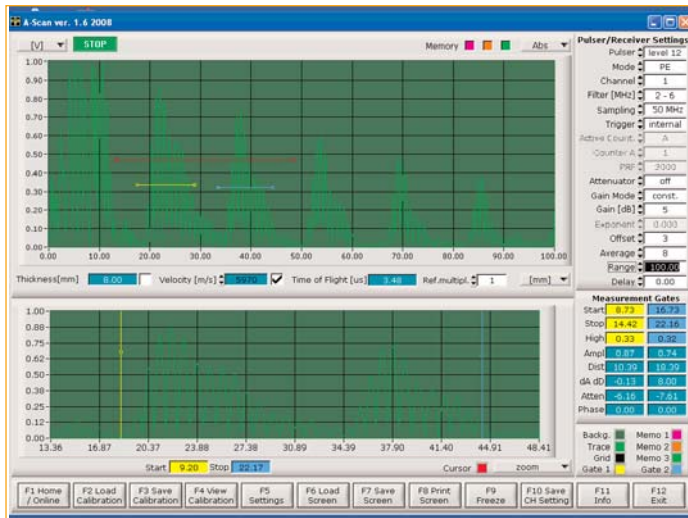 A-Scan ver. 1.6 2008
[V] STOP Memory Abs
1.00
0.90
0.80
0.70
0.60
0.50
0.40
0.30
0.20
0.10
0.00
0.00 10.00 20.00 30.00 40.00 50.00 60.00 70.00 80.00 90.00 100.00
Thickness[mm] 8.00 Velocity [m/s] 5970 Time of Flight [us] 3.48 Ref.multipl. 1 [mm]
1.00
0.88
0.75
0.62
0.50
0.38
0.25
0.12
0.00
13.36 16.87 20.37 23.88 27.38 30.89 34.39 37.90 41.40 44.91 48.41
Start 9.20 Stop 22.17 Cursor zoom
Pulser/Receiver Settings
Pulser level 12
Mode PE
Channel 1
Filter [MHz] 2 - 6
Sampling 50 MHz
Trigger internal
Active Count. A
Counter A 1
PRF 3000
Attenuator off
Gain Mode const.
Gain [dB] 5
Exponent 0.000
Offset 3
Average 8
Range 100.00
Delay 0.00
Measurement Gates
Start 8.73 16.73
Stop 14.42 22.16
High 0.33 0.32
Ampl 0.87 0.74
Dist 10.39 18.39
dA dD -0.13 8.00
Atten -6.16 -7.61
Phase 0.00 0.00
Backg. Memo 1
Trace Memo 2
Grid Memo 3
Gate 1 Gate 2
F1 Home / Online
F2 Load Calibration
F3 Save Calibration
F4 View Calibration
F5 Settings
F6 Load Screen
F7 Save Screen
F8 Print Screen
F9 Freeze
F10 Save CH Setting
F11 Info
F12 Exit